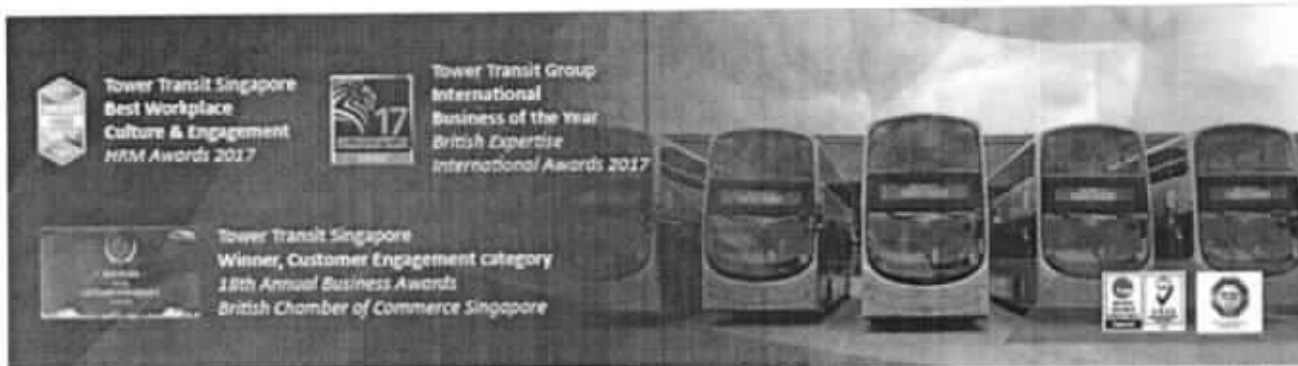 Tower Transit Singapore
Best Workplace
Culture & Engagement
HRM Awards 2017
17
Tower Transit Group
International
Business of the Year
British Expertise
International Awards 2017
Tower Transit Singapore
Winner, Customer Engagement category
18th Annual Business Awards
British Chamber of Commerce Singapore